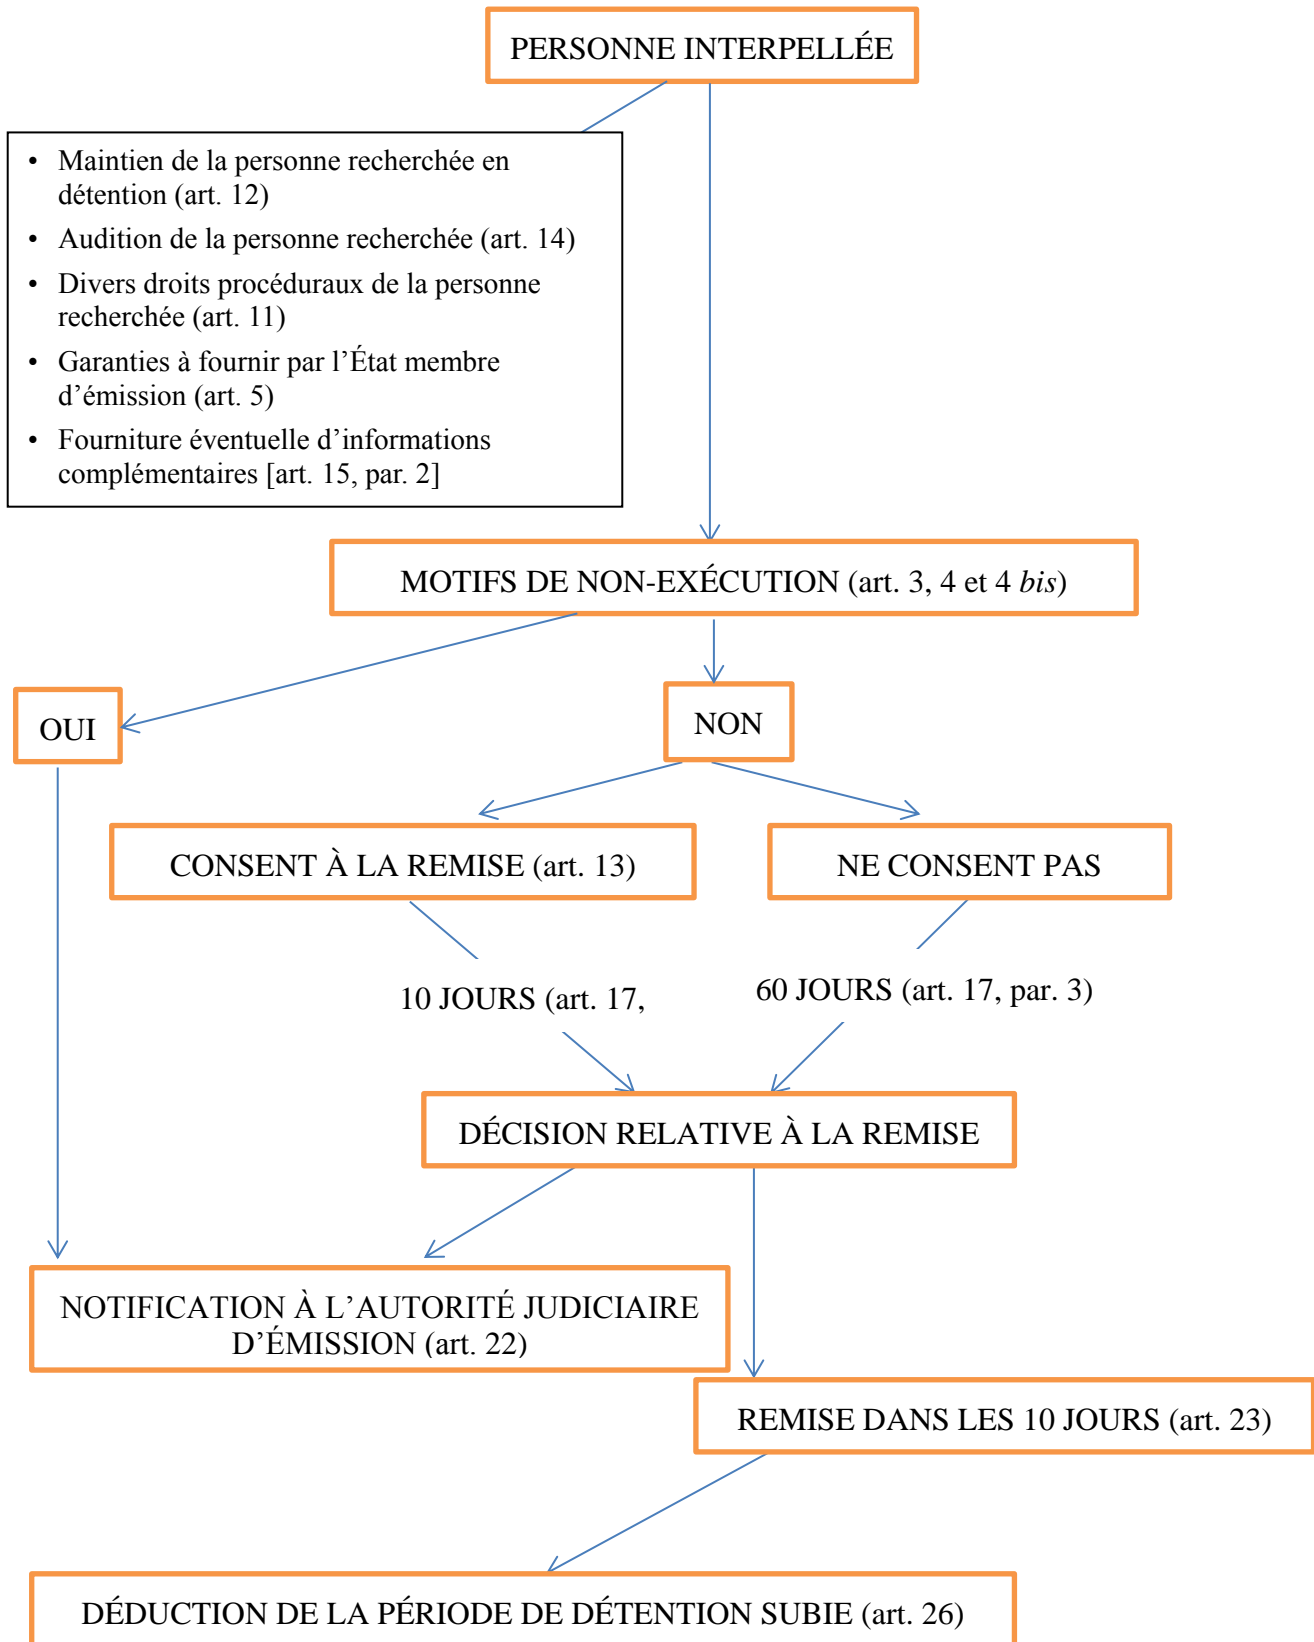 PERSONNE INTERPELLÉE
• Maintien de la personne recherchée en
détention (art. 12)
• Audition de la personne recherchée (art. 14)
• Divers droits procéduraux de la personne
recherchée (art. 11)
• Garanties à fournir par l’État membre
d’émission (art. 5)
• Fourniture éventuelle d’informations
complémentaires [art. 15, par. 2]
MOTIFS DE NON-EXÉCUTION (art. 3, 4 et 4 bis)
OUI
NON
CONSENT À LA REMISE (art. 13)
NE CONSENT PAS
10 JOURS (art. 17,
60 JOURS (art. 17, par. 3)
DÉCISION RELATIVE À LA REMISE
NOTIFICATION À L’AUTORITÉ JUDICIAIRE
D’ÉMISSION (art. 22)
REMISE DANS LES 10 JOURS (art. 23)
DÉDUCTION DE LA PÉRIODE DE DÉTENTION SUBIE (art. 26)